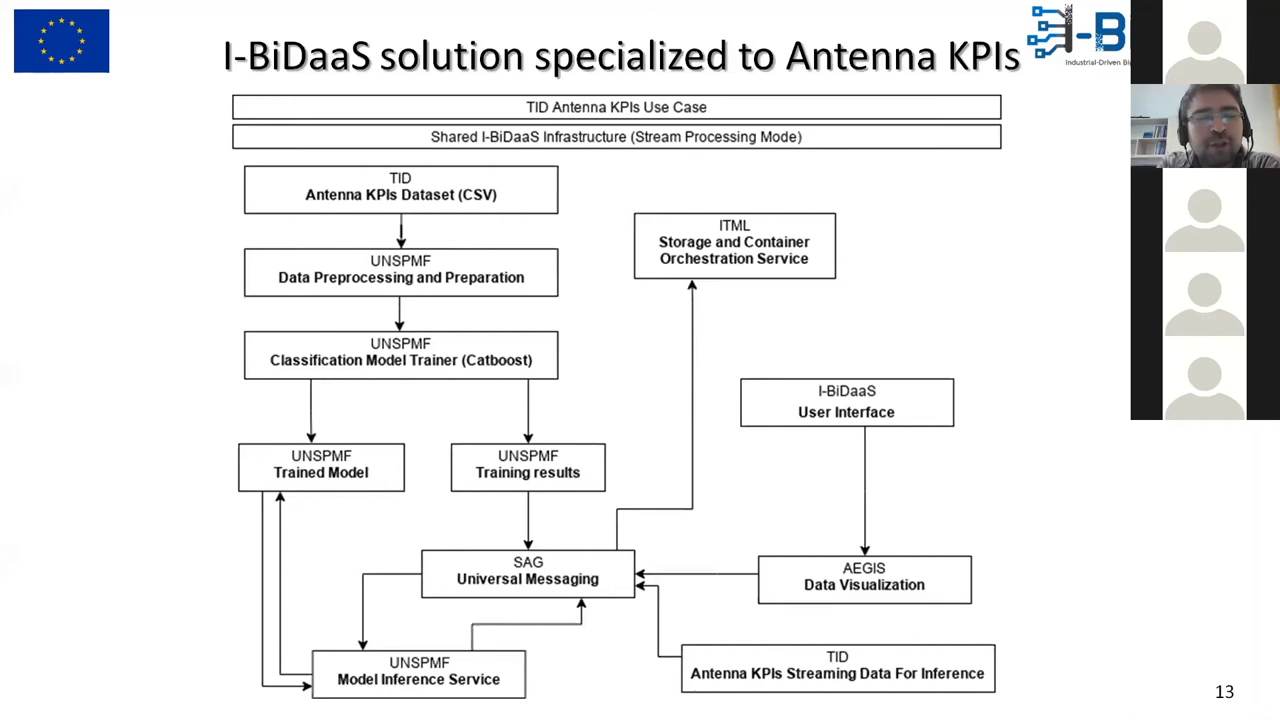 I-BiDaaS solution specialized to Antenna KPIs
I-B
Industrial-Driven
TID Antenna KPIs Use Case
Shared I-BiDaaS Infrastructure (Stream Processing Mode)
TID
Antenna KPIs Dataset (CSV)
ITML
Storage and Container
Orchestration Service
UNSPMF
Data Preprocessing and Preparation
UNSPMF
Classification Model Trainer (Catboost)
I-BiDaaS
User Interface
UNSPMF
Trained Model
UNSPMF
Training results
SAG
Universal Messaging
AEGIS
Data Visualization
UNSPMF
Model Inference Service
TID
Antenna KPIs Streaming Data For Inference
13